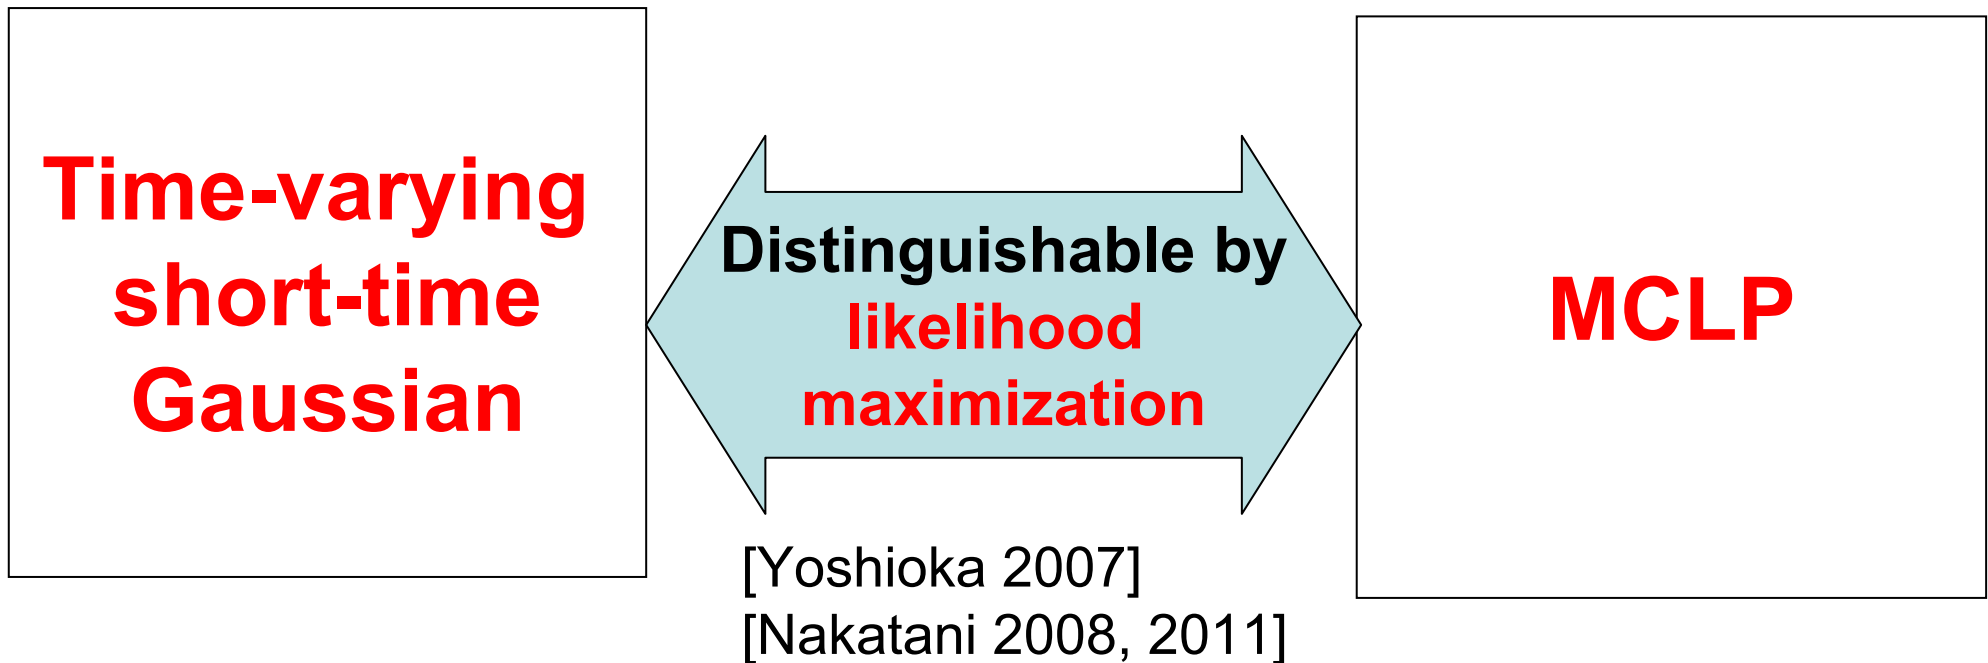 Time-varying
short-time
Gaussian
Distinguishable by
likelihood
maximization
MCLP
[Yoshioka 2007]
[Nakatani 2008, 2011]